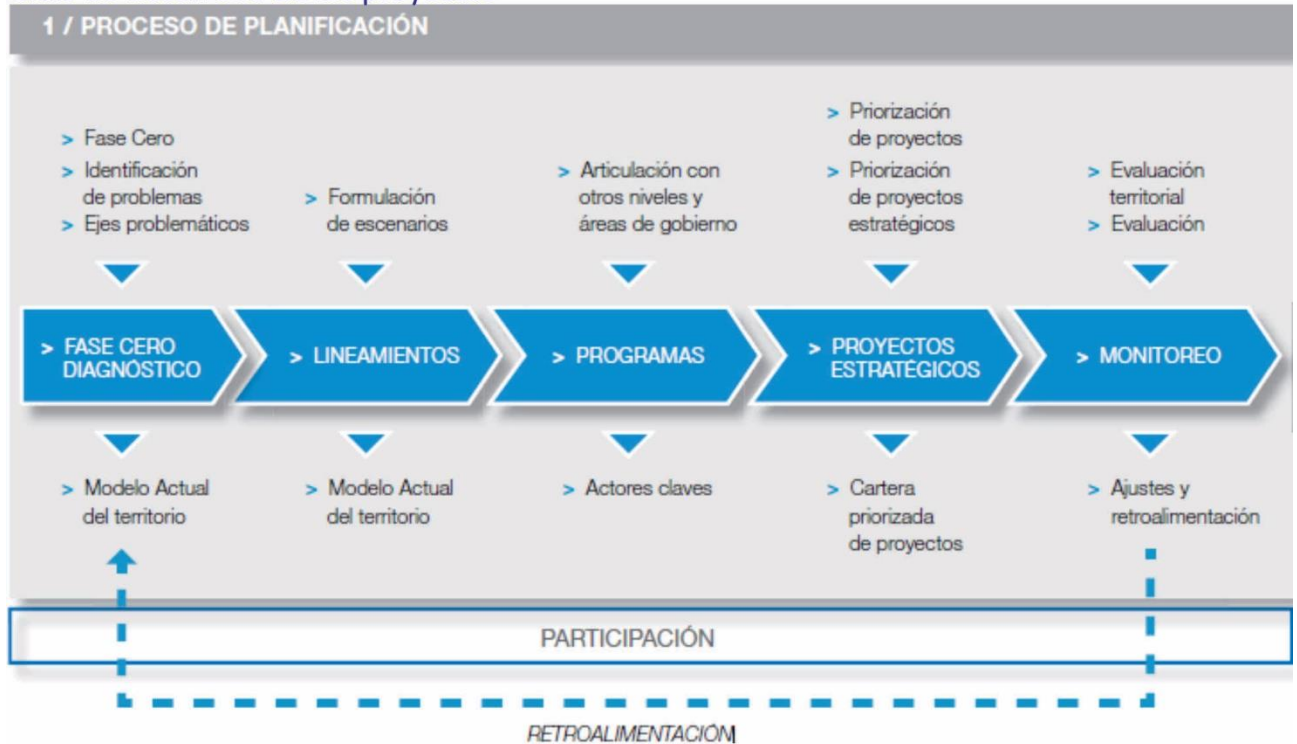 1 / PROCESO DE PLANIFICACIÓN
> Fase Cero
> Identificación
de problemas
> Ejes problemáticos
> Formulación
de escenarios
> Articulación con
otros niveles y
áreas de gobierno
> Priorización
de proyectos
> Priorización
de proyectos
estratégicos
> Evaluación
territorial
> Evaluación
> FASE CERO
DIAGNÓSTICO
> LINEAMIENTOS
> PROGRAMAS
> PROYECTOS
ESTRATÉGICOS
> MONITOREO
> Modelo Actual
del territorio
> Modelo Actual
del territorio
> Actores claves
> Cartera
priorizada
de proyectos
> Ajustes y
retroalimentación
PARTICIPACIÓN
RETROALIMENTACIÓN